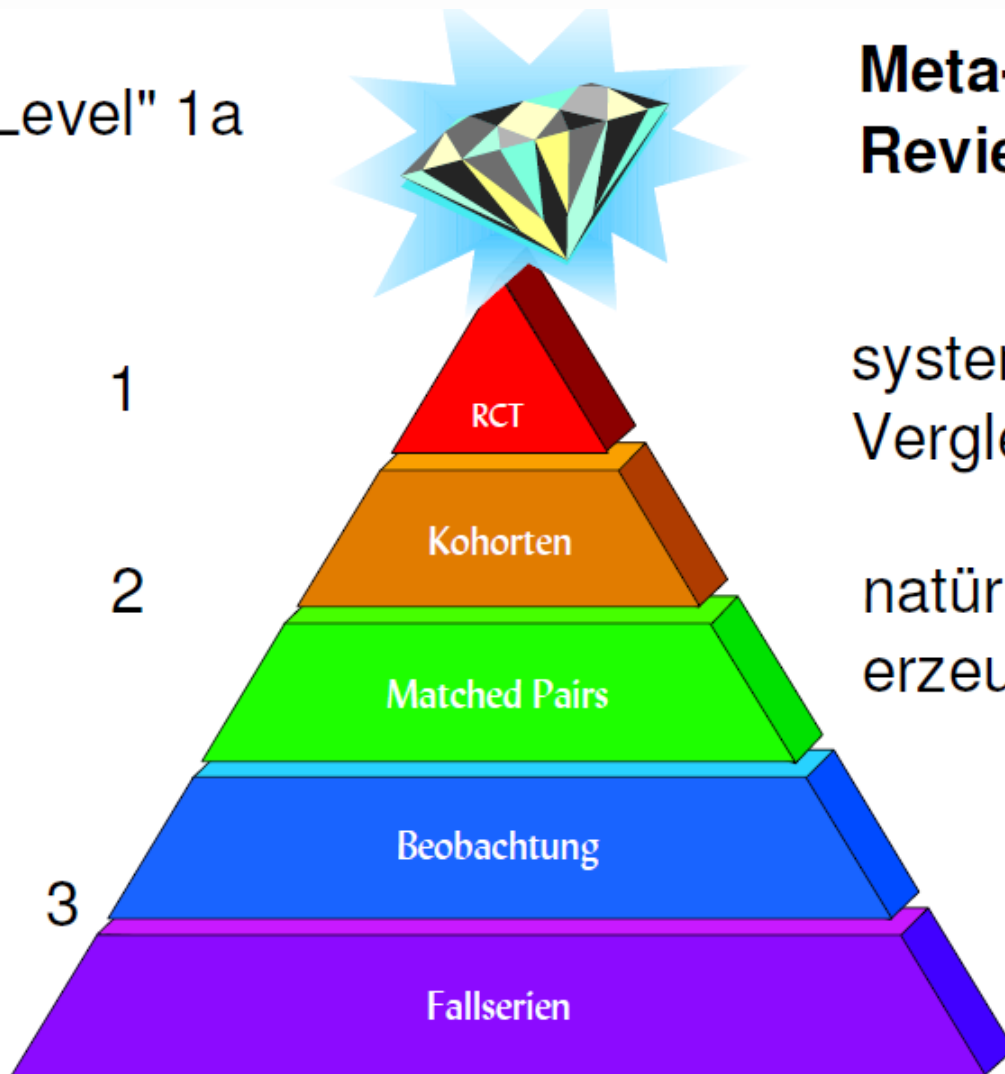 Level" 1a
Meta-
Revie
1
RCT
syster
Vergle
Kohorten
2
natür
erzeu
Matched Pairs
Beobachtung
3
Fallserien